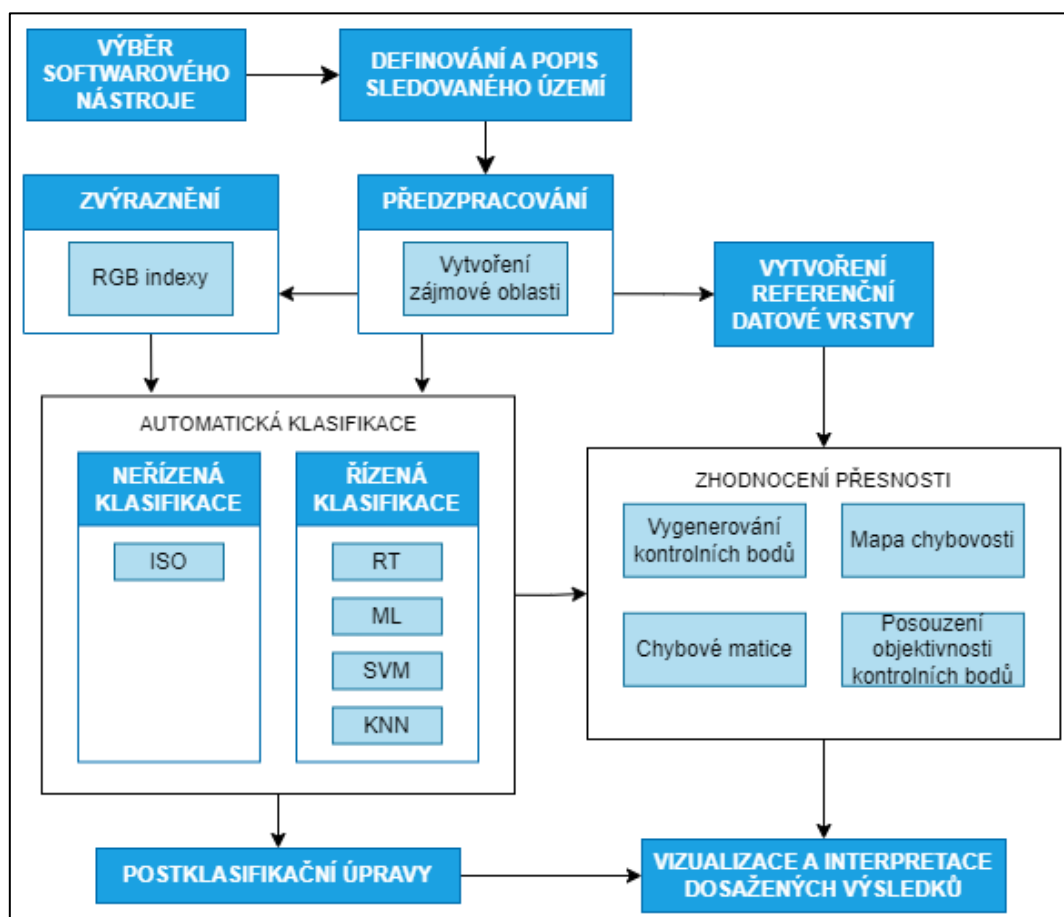 VÝBĚR
SOFTWAROVÉHO
NÁSTROJE
DEFINOVÁNÍ A POPIS
SLEDOVANÉHO ÚZEMÍ
ZVÝRAZNĚNÍ
RGB indexy
PŘEDZPRACOVÁNÍ
Vytvoření
zájmové oblasti
VYTVOŘENÍ
REFERENČNÍ
DATOVÉ VRSTVY
AUTOMATICKÁ KLASIFIKACE
NEŘÍZENÁ
KLASIFIKACE
ISO
ŘÍZENÁ
KLASIFIKACE
RT
ML
SVM
KNN
ZHODNOCENÍ PŘESNOSTI
Vygenerování
kontrolních bodů
Mapa chybovosti
Chybové matice
Posouzení
objektivnosti
kontrolních bodů
POSTKLASIFIKAČNÍ ÚPRAVY
VIZUALIZACE A INTERPRETACE
DOSAŽENÝCH VÝSLEDKŮ